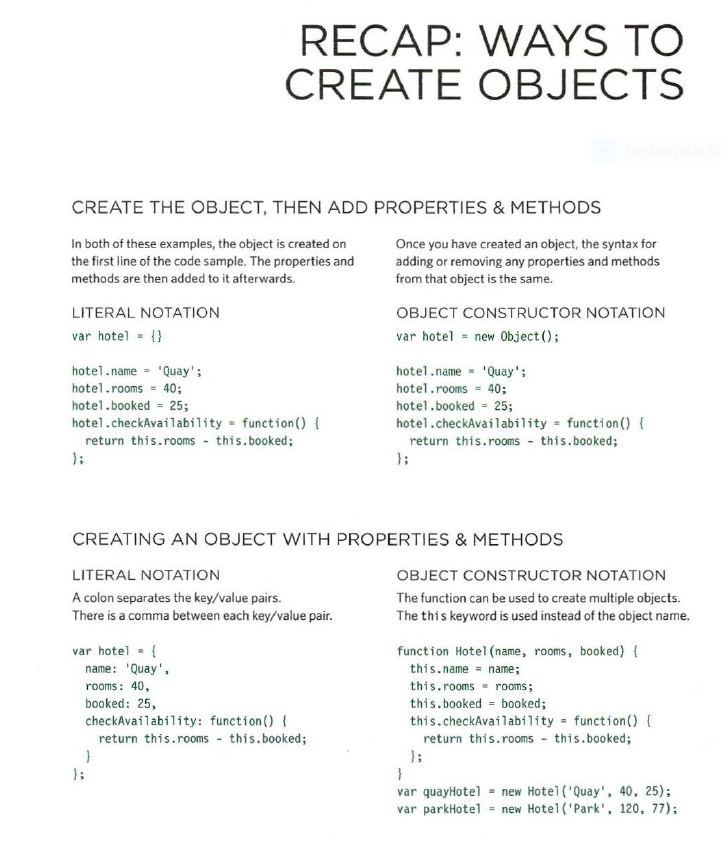 RECAP: WAYS TO
CREATE OBJECTS
Rectangular
CREATE THE OBJECT, THEN ADD PROPERTIES & METHODS
In both of these examples, the object is created on
the first line of the code sample. The properties and
methods are then added to it afterwards.
Once you have created an object, the syntax for
adding or removing any properties and methods
from that object is the same.
LITERAL NOTATION
var hotel = {}
hotel.name = 'Quay';
hotel.rooms = 40;
hotel.booked = 25;
hotel.checkAvailability = function() {
return this.rooms - this.booked;
};
OBJECT CONSTRUCTOR NOTATION
var hotel = new Object();
hotel.name = 'Quay';
hotel.rooms = 40;
hotel.booked = 25;
hotel.checkAvailability = function() {
return this.rooms - this.booked;
};
CREATING AN OBJECT WITH PROPERTIES & METHODS
LITERAL NOTATION
A colon separates the key/value pairs.
There is a comma between each key/value pair.
var hotel = {
name: 'Quay',
rooms: 40,
booked: 25,
checkAvailability: function() {
return this.rooms - this.booked;
}
};
OBJECT CONSTRUCTOR NOTATION
The function can be used to create multiple objects.
The this keyword is used instead of the object name.
function Hotel(name, rooms, booked) {
this.name = name;
this.rooms = rooms;
this.booked = booked;
this.checkAvailability = function() {
return this.rooms - this.booked;
};
}
var quayHotel = new Hotel('Quay', 40, 25);
var parkHotel = new Hotel('Park', 120, 77);